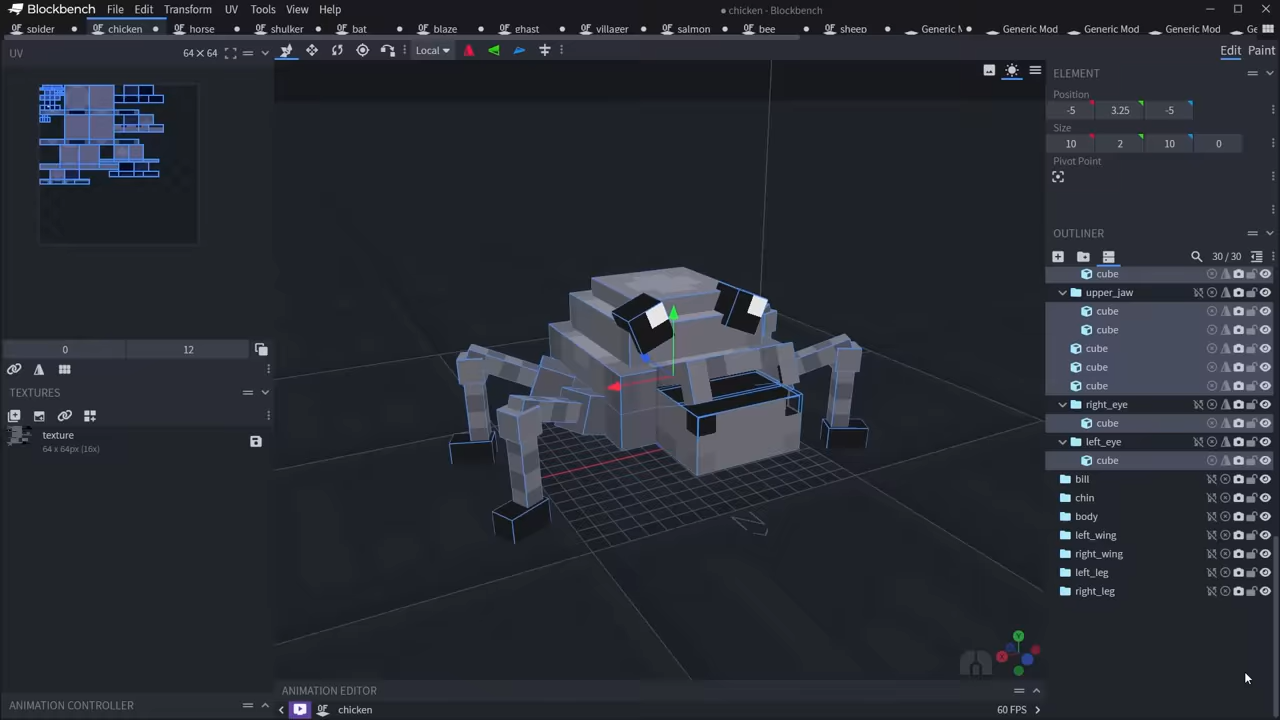 Blockbench File Edit Transform UV Tools View Help
chicken - Blockbench
spider chicken horse shulker bat blaze ghast villager salmon bee sheep Generic M Generic Mod Generic Mod Generic Mod Ge
UV 64 × 64
Local
Edit Paint
ELEMENT
Position
-5 3.25 -5
Size
10 2 10 0
Pivot Point
OUTLINER
30 / 30
cube
upper_jaw
cube
cube
cube
cube
cube
right_eye
cube
left_eye
cube
bill
chin
body
left_wing
right_wing
left_leg
right_leg
0 12
TEXTURES
texture
64 x 64px (16x)
N
Y
X
ANIMATION CONTROLLER
ANIMATION EDITOR
chicken
60 FPS